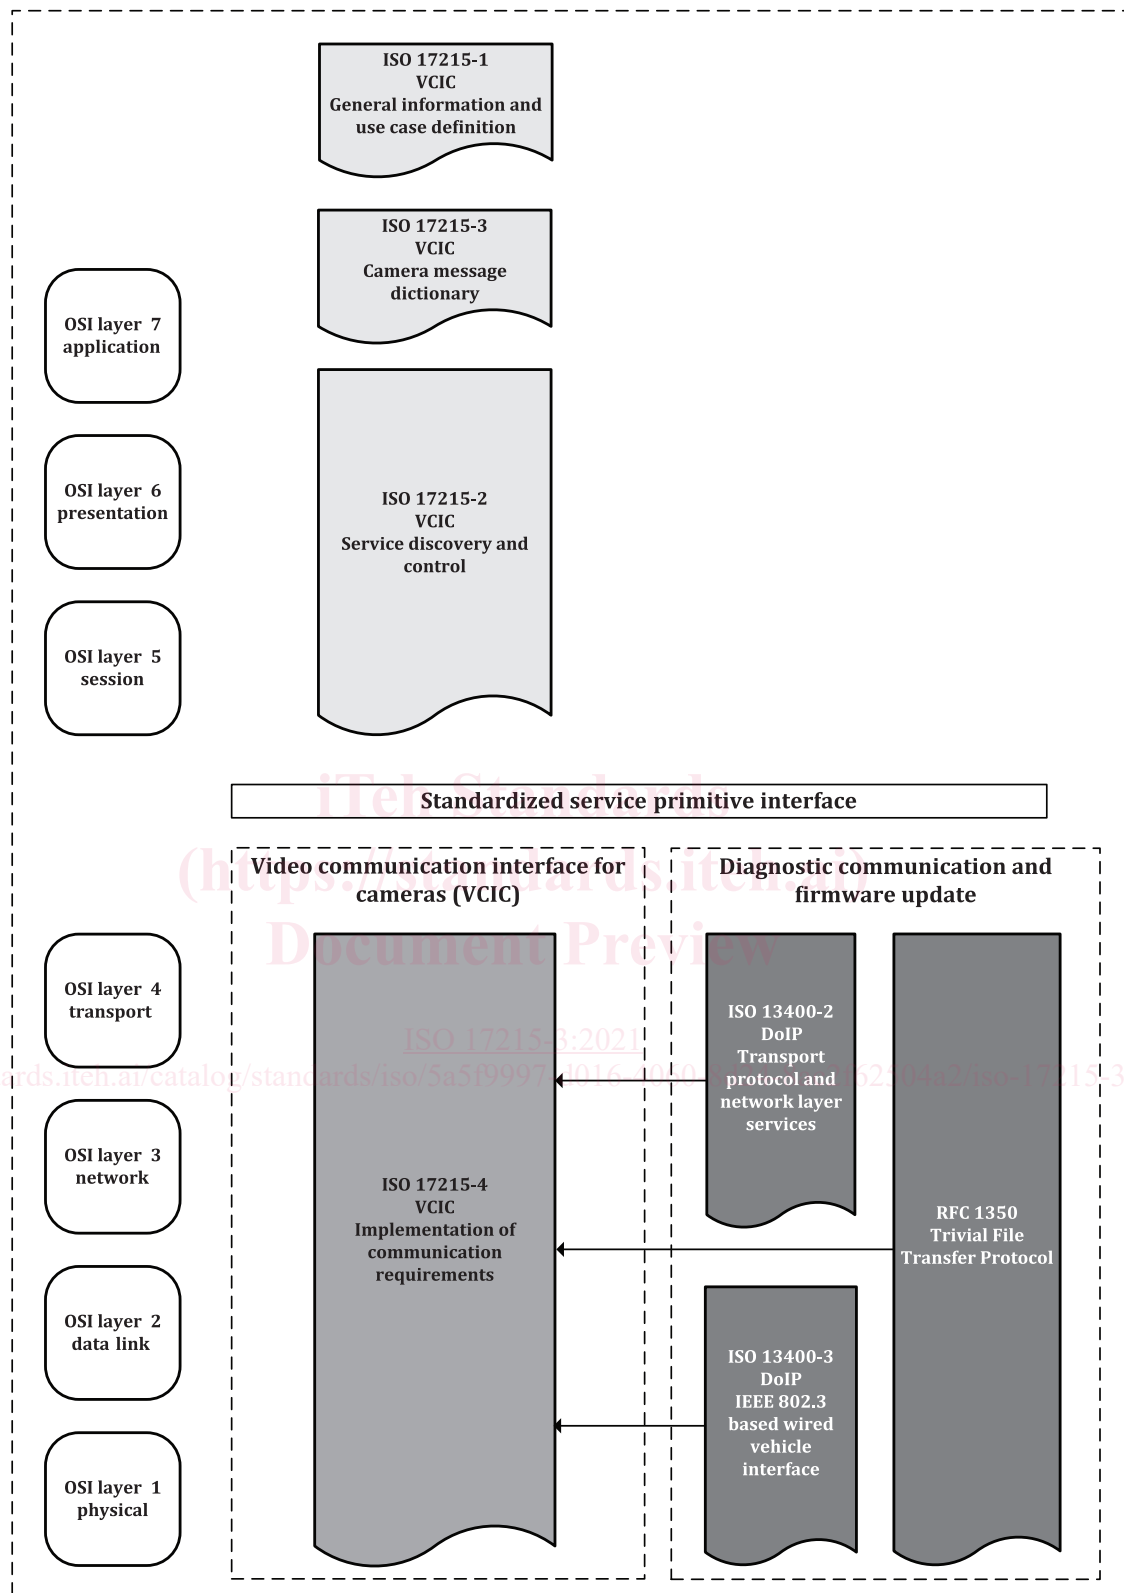 ISO 17215-1
VCIC
General information and
use case definition
ISO 17215-3
VCIC
Camera message
dictionary
OSI layer 7
application
OSI layer 6
presentation
ISO 17215-2
VCIC
Service discovery and
control
OSI layer 5
session
iTeh Standards
Standardized service primitive interface
(https://standards.iteh.ai)
Document Preview
Video communication interface for
cameras (VCIC)
Diagnostic communication and
firmware update
OSI layer 4
transport
ISO 13400-2
DoIP
Transport
protocol and
network layer
services
ISO 17215-3:2021
OSI layer 3
network
ISO 17215-4
VCIC
Implementation of
communication
requirements
RFC 1350
Trivial File
Transfer Protocol
OSI layer 2
data link
ISO 13400-3
DoIP
IEEE 802.3
based wired
vehicle
interface
OSI layer 1
physical